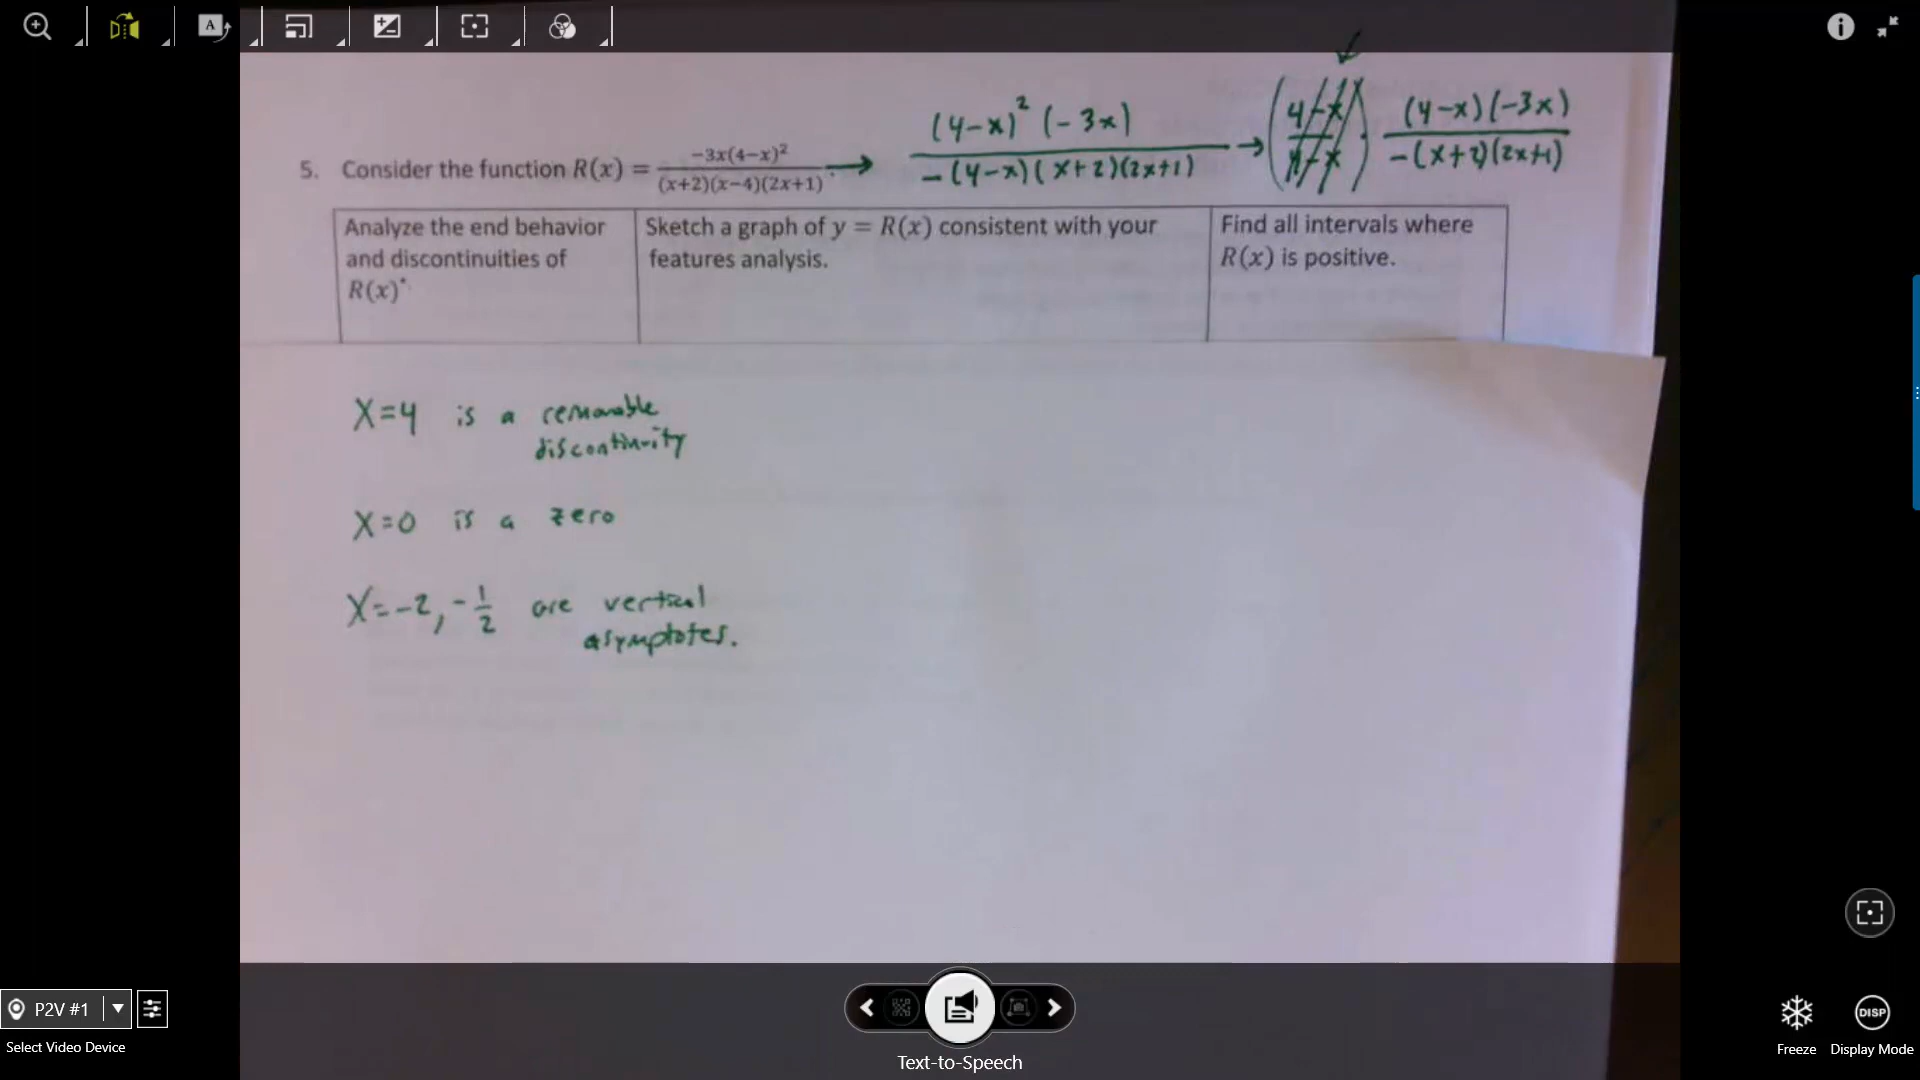 A
(4-x)² (-3x)
-(4-x)(x+2)(2x+1)
(4-x / 4-x) · (4-x)(-3x) / -(x+2)(2x+1)
5. Consider the function R(x) = -3x(4-x)² / (x+2)(x-4)(2x+1)
Analyze the end behavior
and discontinuities of
R(x)
Sketch a graph of y = R(x) consistent with your
features analysis.
Find all intervals where
R(x) is positive.
X=4 is a removable
discontinuity
X=0 is a zero
X=-2, -1/2 are vertical
asymptotes.
P2V #1
Select Video Device
Text-to-Speech
Freeze
DISP
Display Mode